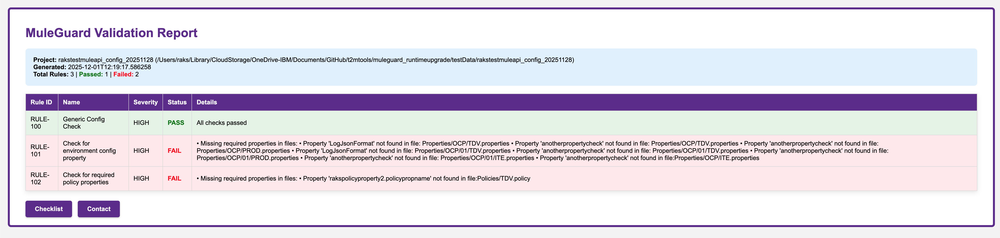 MuleGuard Validation Report
Project: rakstestmuleapi_config_20251128 (/Users/raks/Library/CloudStorage/OneDrive-IBM/Documents/GitHub/t2mtools/muleguard_runtimeupgrade/testData/rakstestmuleapi_config_20251128)
Generated: 2025-12-01T12:19:17.586258
Total Rules: 3 | Passed: 1 | Failed: 2
Rule ID Name Severity Status Details
RULE-
100
Generic Config
Check
HIGH
PASS
All checks passed
RULE-
101
Check for
environment config
property
HIGH
FAIL
• Missing required properties in files: • Property 'LogJsonFormat' not found in file: Properties/OCP/TDV.properties • Property 'anotherpropertycheck' not found in file: Properties/OCP/TDV.properties • Property 'anotherpropertycheck' not found in file:
Properties/OCP/PROD.properties • Property 'LogJsonFormat' not found in file: Properties/OCP/01/TDV.properties • Property 'anotherpropertycheck' not found in file: Properties/OCP/01/TDV.properties • Property 'anotherpropertycheck' not found in file:
Properties/OCP/01/PROD.properties • Property 'anotherpropertycheck' not found in file: Properties/OCP/01/ITE.properties • Property 'anotherpropertycheck' not found in file:Properties/OCP/ITE.properties
RULE-
102
Check for required
policy properties
HIGH
FAIL
• Missing required properties in files: • Property 'rakspolicyproperty2.policypropname' not found in file:Policies/TDV.policy
Checklist
Contact